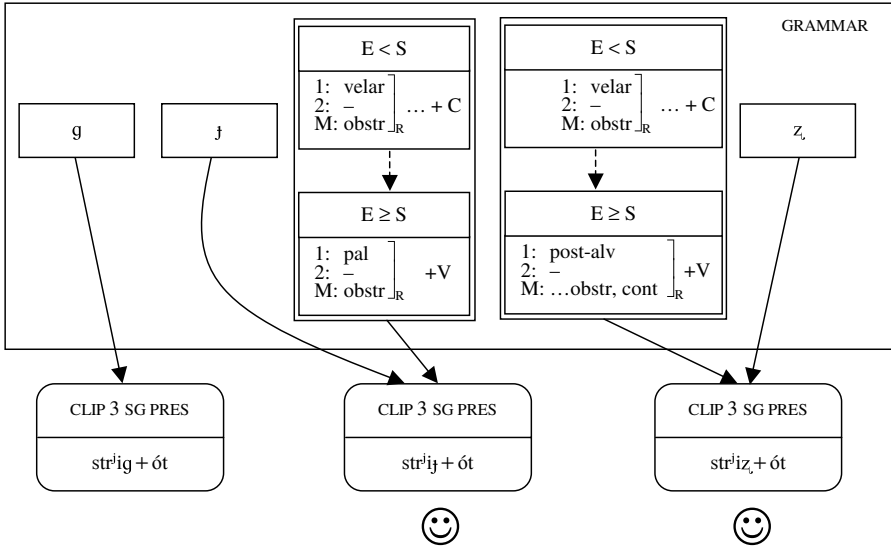 GRAMMAR
E < S
1: velar
2: –
M: obstr
]R … + C
E < S
1: velar
2: –
M: obstr
]R … + C
ɡ
ɟ
ʐ
E ≥ S
1: pal
2: –
M: obstr
]R +V
E ≥ S
1: post-alv
2: –
M: …obstr, cont
]R +V
CLIP 3 SG PRES
strʲiɡ + ót
CLIP 3 SG PRES
strʲiɟ + ót
CLIP 3 SG PRES
strʲiʐ + ót